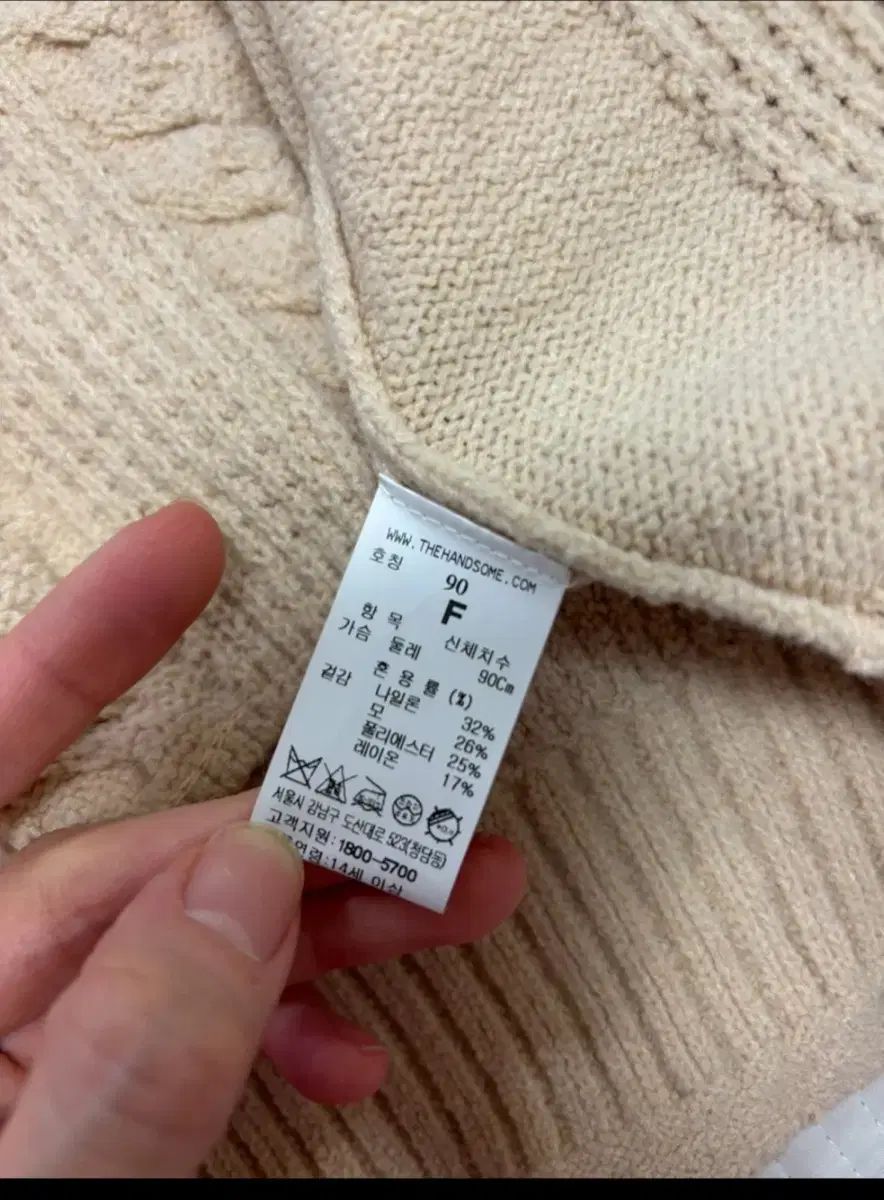 WWW.THEHANDSOME.COM
호칭 90
F
항 목 신체치수
가슴 둘레 90Cm
혼 용 률 (%)
겉감 나일론 32%
모 26%
폴리에스터 25%
레이온 17%
서울시 강남구 도산대로 523(청담동)
고객지원:1800-5700
연령:14세 이상